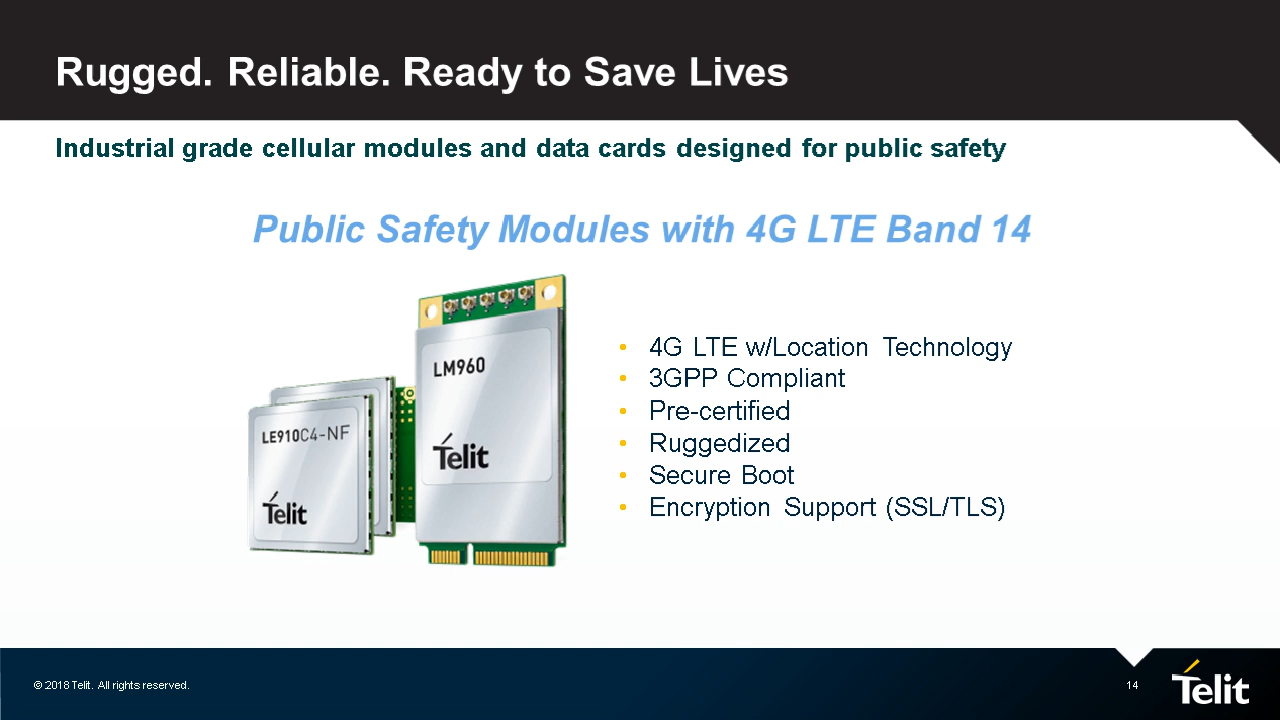 Rugged. Reliable. Ready to Save Lives
Industrial grade cellular modules and data cards designed for public safety
Public Safety Modules with 4G LTE Band 14
LM960
Telit
LE910C4-NF
Telit
• 4G LTE w/Location Technology
• 3GPP Compliant
• Pre-certified
• Ruggedized
• Secure Boot
• Encryption Support (SSL/TLS)
© 2018 Telit. All rights reserved.
14
Telit